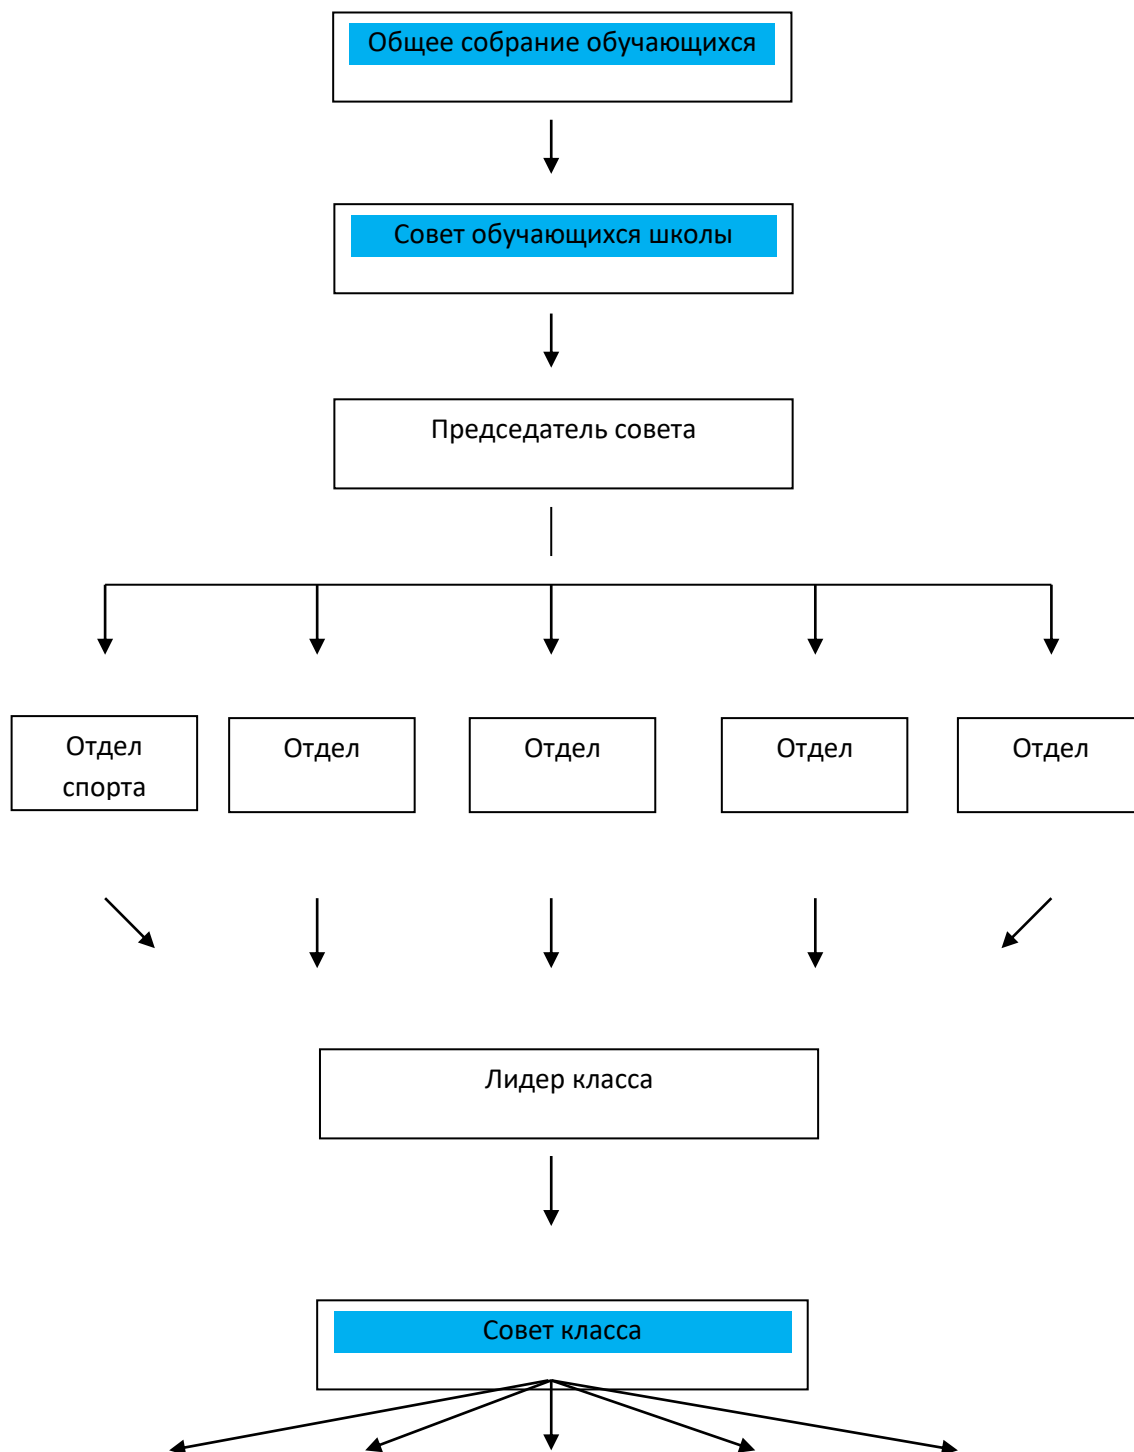 Общее собрание обучающихся
Совет обучающихся школы
Председатель совета
Отдел
спорта
Отдел
Отдел
Отдел
Отдел
Лидер класса
Совет класса